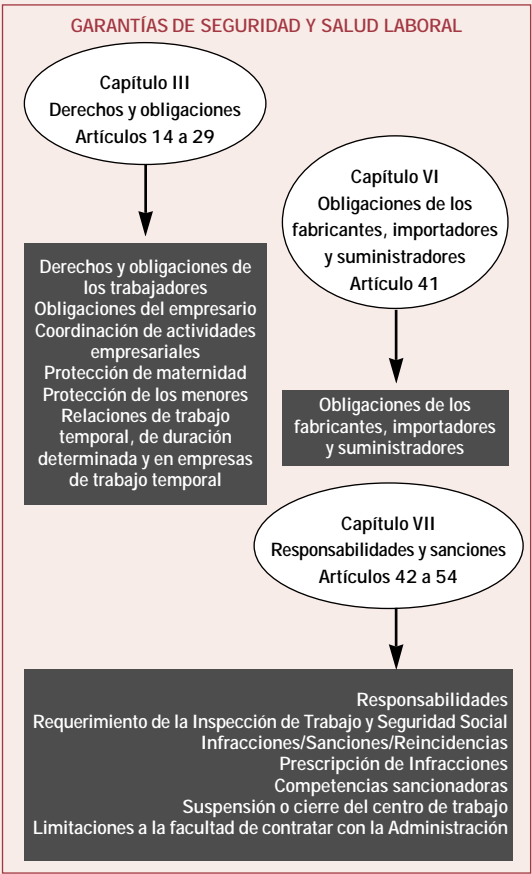 GARANTÍAS DE SEGURIDAD Y SALUD LABORAL
Capítulo III
Derechos y obligaciones
Artículos 14 a 29
Derechos y obligaciones de
los trabajadores
Obligaciones del empresario
Coordinación de actividades
empresariales
Protección de maternidad
Protección de los menores
Relaciones de trabajo
temporal, de duración
determinada y en empresas
de trabajo temporal
Capítulo VI
Obligaciones de los
fabricantes, importadores
y suministradores
Artículo 41
Obligaciones de los
fabricantes, importadores
y suministradores
Capítulo VII
Responsabilidades y sanciones
Artículos 42 a 54
Responsabilidades
Requerimiento de la Inspección de Trabajo y Seguridad Social
Infracciones/Sanciones/Reincidencias
Prescripción de Infracciones
Competencias sancionadoras
Suspensión o cierre del centro de trabajo
Limitaciones a la facultad de contratar con la Administración